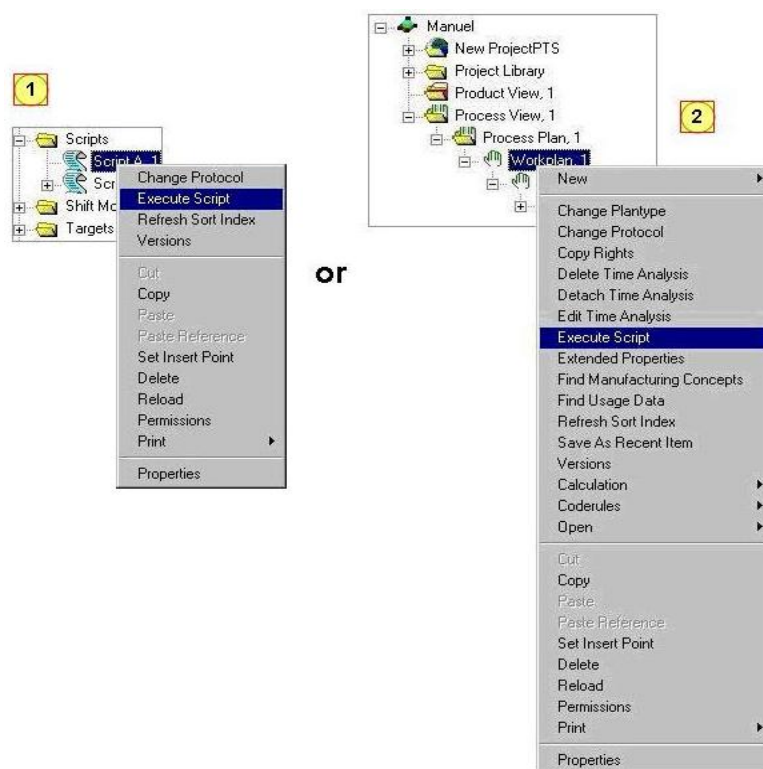 1
Scripts
Script A, 1
Scr
Shift Mo
Targets
Change Protocol
Execute Script
Refresh Sort Index
Versions
Cut
Copy
Paste
Paste Reference
Set Insert Point
Delete
Reload
Permissions
Print
Properties
or
2
Manuel
New ProjectPTS
Project Library
Product View, 1
Process View, 1
Process Plan, 1
Workplan, 1
New
Change Plantype
Change Protocol
Copy Rights
Delete Time Analysis
Detach Time Analysis
Edit Time Analysis
Execute Script
Extended Properties
Find Manufacturing Concepts
Find Usage Data
Refresh Sort Index
Save As Recent Item
Versions
Calculation
Coderules
Open
Cut
Copy
Paste
Paste Reference
Set Insert Point
Delete
Reload
Permissions
Print
Properties